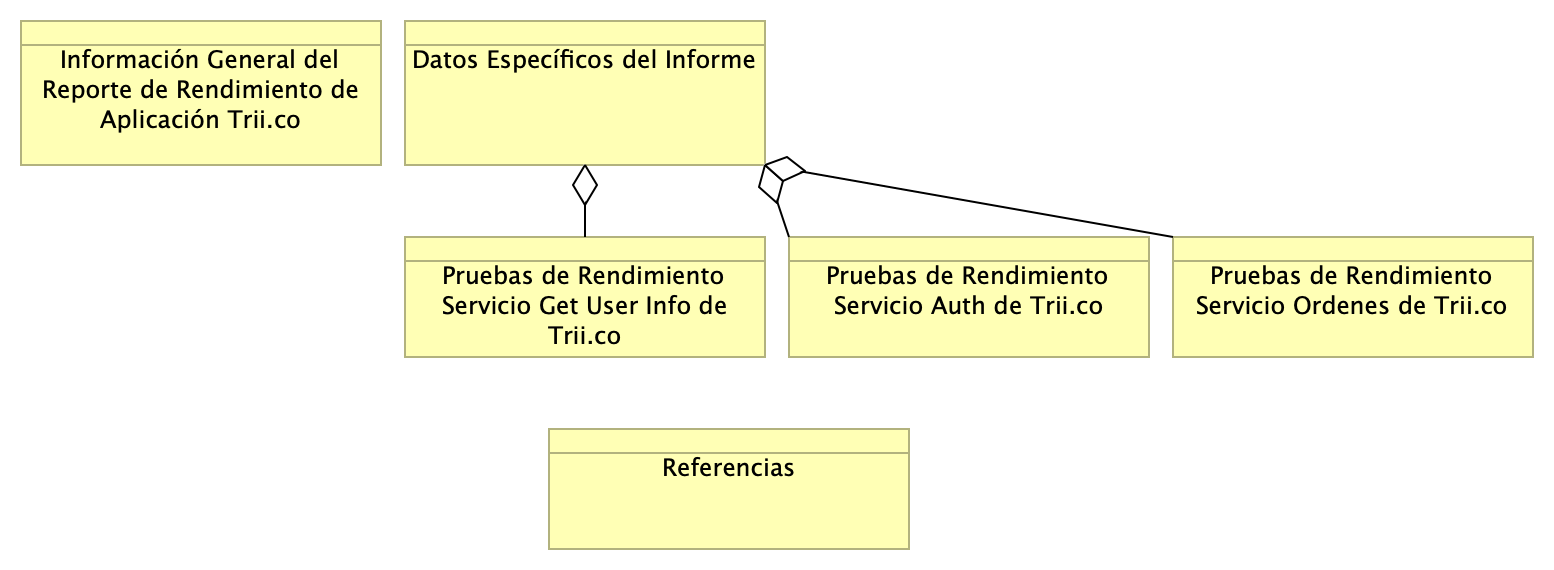 Información General del
Reporte de Rendimiento de
Aplicación Trii.co
Datos Específicos del Informe
Pruebas de Rendimiento
Servicio Get User Info de
Trii.co
Pruebas de Rendimiento
Servicio Auth de Trii.co
Pruebas de Rendimiento
Servicio Ordenes de Trii.co
Referencias